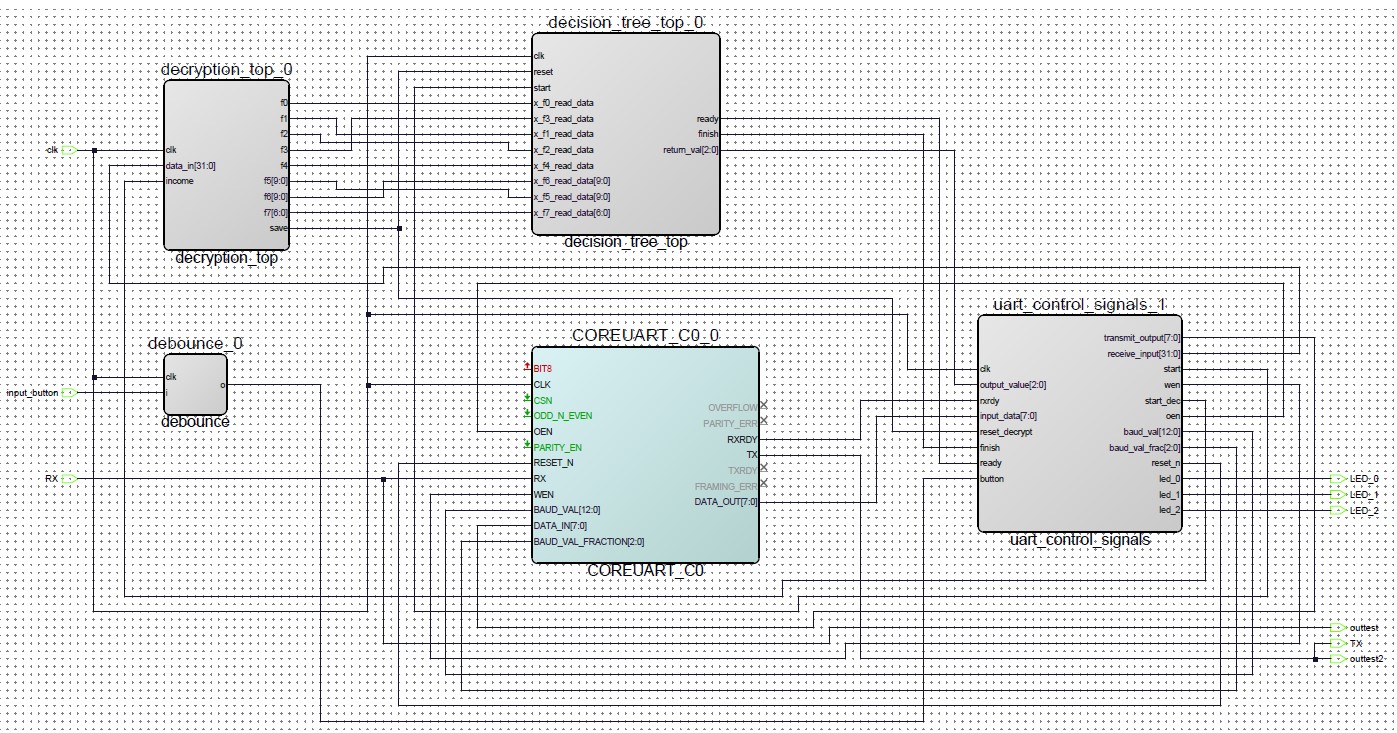 decision_tree_top_0
clk
reset
start
x_f0_read_data
x_f3_read_data
x_f1_read_data
x_f2_read_data
x_f4_read_data
x_f6_read_data[9:0]
x_f5_read_data[9:0]
x_f7_read_data[6:0]
ready
finish
return_val[2:0]
decision_tree_top
decryption_top_0
clk
data_in[31:0]
income
f0
f1
f2
f3
f4
f5[9:0]
f6[9:0]
f7[6:0]
save
decryption_top
clk
input_button
RX
debounce_0
clk
i
o
debounce
COREUART_C0_0
BIT8
CLK
CSN
ODD_N_EVEN
OEN
PARITY_EN
RESET_N
RX
WEN
BAUD_VAL[12:0]
DATA_IN[7:0]
BAUD_VAL_FRACTION[2:0]
OVERFLOW
PARITY_ERR
RXRDY
TX
TXRDY
FRAMING_ERR
DATA_OUT[7:0]
COREUART_C0
uart_control_signals_1
clk
output_value[2:0]
rxrdy
input_data[7:0]
reset_decrypt
finish
ready
button
transmit_output[7:0]
receive_input[31:0]
start
wen
start_dec
oen
baud_val[12:0]
baud_val_frac[2:0]
reset_n
led_0
led_1
led_2
uart_control_signals
LED_0
LED_1
LED_2
outtest
TX
outtest2